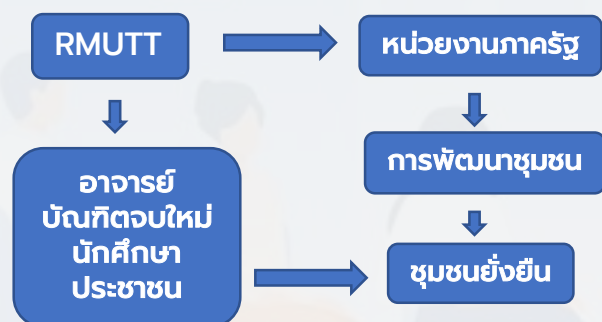 RMUTT
หน่วยงานภาครัฐ
อาจารย์
บัณฑิตจบใหม่
นักศึกษา
ประชาชน
การพัฒนาชุมชน
ชุมชนยั่งยืน